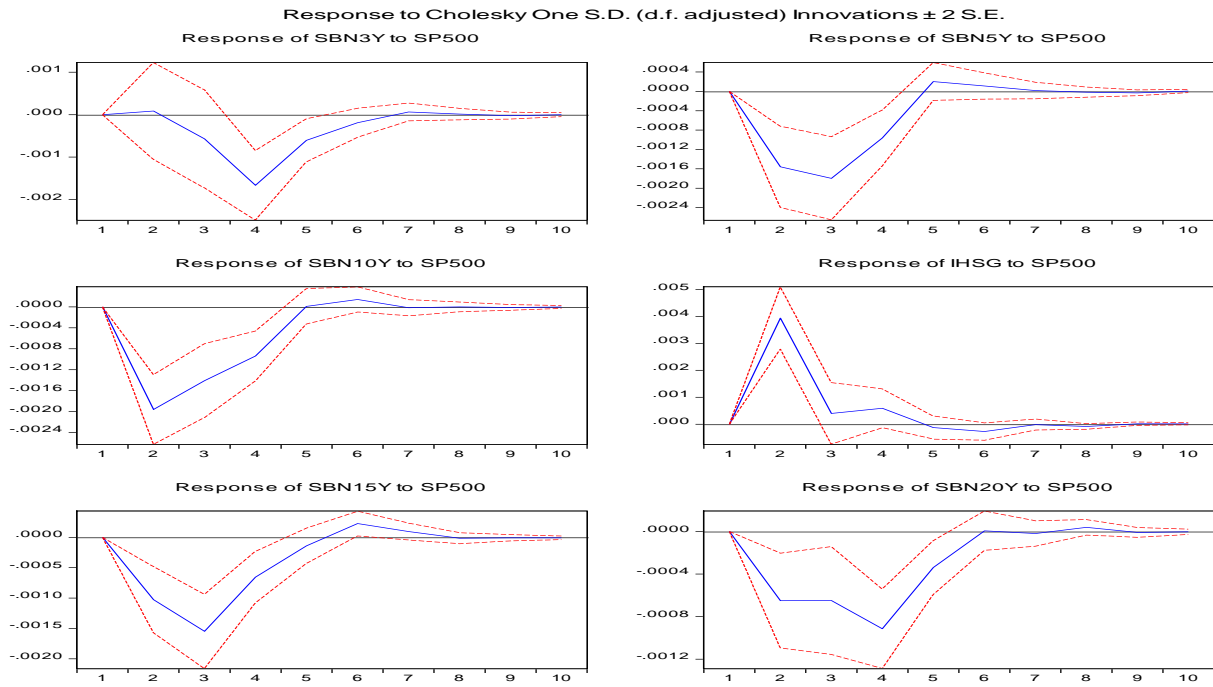 Response to Cholesky One S.D. (d.f. adjusted) Innovations ± 2 S.E.
Response of SBN3Y to SP500
.001
.000
-.001
-.002
1 2 3 4 5 6 7 8 9 10
Response of SBN5Y to SP500
.0004
.0000
-.0004
-.0008
-.0012
-.0016
-.0020
-.0024
1 2 3 4 5 6 7 8 9 10
Response of SBN10Y to SP500
.0000
-.0004
-.0008
-.0012
-.0016
-.0020
-.0024
1 2 3 4 5 6 7 8 9 10
Response of IHSG to SP500
.005
.004
.003
.002
.001
.000
1 2 3 4 5 6 7 8 9 10
Response of SBN15Y to SP500
.0000
-.0005
-.0010
-.0015
-.0020
1 2 3 4 5 6 7 8 9 10
Response of SBN20Y to SP500
.0000
-.0004
-.0008
-.0012
1 2 3 4 5 6 7 8 9 10